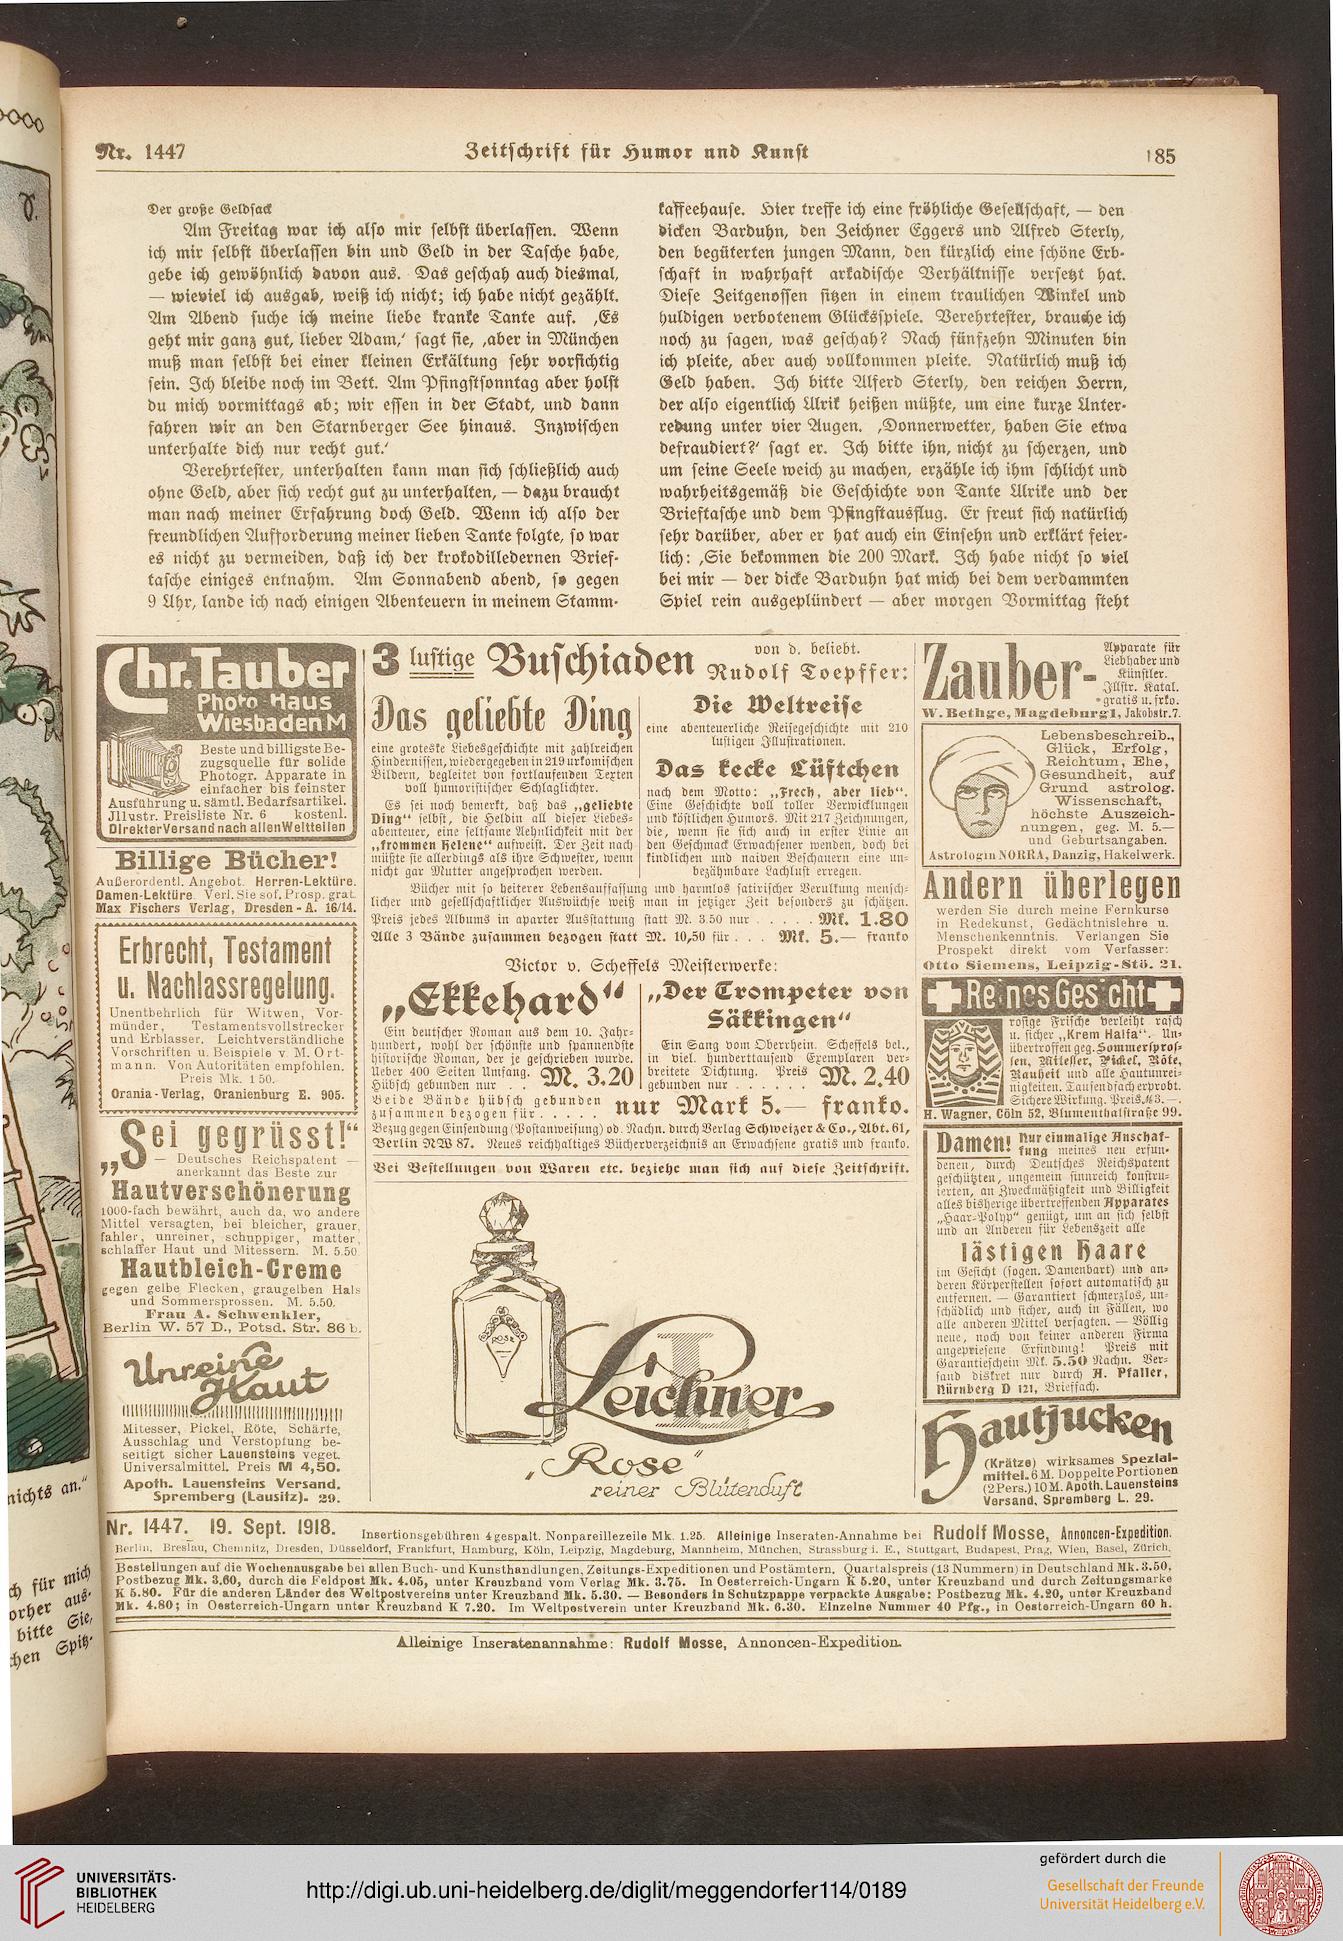 Nr. 1447
Zeitschrift für Humor und Kunst
185
Der große Geldsack
Am Freitag war ich also mir selbst überlassen. Wenn
ich mir selbst überlassen bin und Geld in der Tasche habe,
gebe ich gewöhnlich davon aus. Das geschah auch diesmal,
— wieviel ich ausgab, weiß ich nicht; ich habe nicht gezählt.
Am Abend suche ich meine liebe kranke Tante auf. ‚Es
geht mir ganz gut, lieber Adam,‘ sagt sie, ‚aber in München
muß man selbst bei einer kleinen Erkältung sehr vorsichtig
sein. Ich bleibe noch im Bett. Am Pfingstsonntag aber holst
du mich vormittags ab; wir essen in der Stadt, und dann
fahren wir an den Starnberger See hinaus. Inzwischen
unterhalte dich nur recht gut.‘
Verehrtester, unterhalten kann man sich schließlich auch
ohne Geld, aber sich recht gut zu unterhalten, — dazu braucht
man nach meiner Erfahrung doch Geld. Wenn ich also der
freundlichen Aufforderung meiner lieben Tante folgte, so war
es nicht zu vermeiden, daß ich der krokodilledernen Brief-
tasche einiges entnahm. Am Sonnabend abend, so gegen
9 Uhr, lande ich nach einigen Abenteuern in meinem Stamm-
kaffeehause. Hier treffe ich eine fröhliche Gesellschaft, — den
dicken Barduhn, den Zeichner Eggers und Alfred Sterly,
den begüterten jungen Mann, den kürzlich eine schöne Erb-
schaft in wahrhaft arkadische Verhältnisse versetzt hat.
Diese Zeitgenossen sitzen in einem traulichen Winkel und
huldigen verbotenem Glücksspiele. Verehrtester, brauche ich
noch zu sagen, was geschah? Nach fünfzehn Minuten bin
ich pleite, aber auch vollkommen pleite. Natürlich muß ich
Geld haben. Ich bitte Alferd Sterly, den reichen Herrn,
der also eigentlich Ulrik heißen müßte, um eine kurze Unter-
redung unter vier Augen. ‚Donnerwetter, haben Sie etwa
defraudiert?‘ sagt er. Ich bitte ihn, nicht zu scherzen, und
um seine Seele weich zu machen, erzähle ich ihm schlicht und
wahrheitsgemäß die Geschichte von Tante Ulrike und der
Brieftasche und dem Pfingstausflug. Er freut sich natürlich
sehr darüber, aber er hat auch ein Einsehn und erklärt feier-
lich: ‚Sie bekommen die 200 Mark. Ich habe nicht so viel
bei mir — der dicke Barduhn hat mich bei dem verdammten
Spiel rein ausgeplündert — aber morgen Vormittag steht
Chr. Tauber
Photo Haus
Wiesbaden M
Beste und billigste Be-
zugsquelle für solide
Photogr. Apparate in
einfacher bis feinster
Ausführung u. sämtl. Bedarfsartikel.
Jllustr. Preisliste Nr. 6 kostenl.
Direkter Versand nach allen Weltteilen
Billige Bücher!
Außerordentl. Angebot. Herren-Lektüre.
Damen-Lektüre. Verl. Sie sof. Prosp. grat.
Max Fischers Verlag, Dresden-A. 16/14.
Erbrecht, Testament
u. Nachlassregelung.
Unentbehrlich für Witwen, Vor-
münder, Testamentsvollstrecker
und Erblasser. Leichtverständliche
Vorschriften u. Beispiele v. M. Ort-
mann. Von Autoritäten empfohlen.
Preis Mk. 1.50.
Orania-Verlag, Oranienburg E. 905.
„Sei gegrüsst!“
— Deutsches Reichspatent —
anerkannt das Beste zur
Hautverschönerung
1000-fach bewährt, auch da, wo andere
Mittel versagten, bei bleicher, grauer,
fahler, unreiner, schuppiger, matter,
schlaffer Haut und Mitessern. M. 5.50.
Hautbleich-Creme
gegen gelbe Flecken, graugelben Hals
und Sommersprossen. M. 5.50.
Frau A. Schwenkler,
Berlin W. 57 D., Potsd. Str. 86 b.
Unreine
Haut
Mitesser, Pickel, Röte, Schärfe,
Ausschlag und Verstopfung be-
seitigt sicher Lauensteins veget.
Universalmittel. Preis M 4,50.
Apoth. Lauensteins Versand,
Spremberg (Lausitz). 29.
3 lustige Buschiaden
von d. beliebt.
Rudolf Toepffer:
Das geliebte Ding
eine groteske Liebesgeschichte mit zahlreichen
Hindernissen, wiedergegeben in 219 urkomischen
Bildern, begleitet von fortlaufenden Texten
voll humoristischer Schlaglichter.
Es sei noch bemerkt, daß das „geliebte
Ding“ selbst, die Heldin all dieser Liebes-
abenteuer, eine seltsame Aehnlichkeit mit der
„frommen Helene“ aufweist. Der Zeit nach
müßte sie allerdings als ihre Schwester, wenn
nicht gar Mutter angesprochen werden.
Die Weltreise
eine abenteuerliche Reisegeschichte mit 210
lustigen Illustrationen.
Das kecke Lüftchen
nach dem Motto: „Frech, aber lieb“.
Eine Geschichte voll toller Verwicklungen
und köstlichen Humors. Mit 217 Zeichnungen,
die, wenn sie sich auch in erster Linie an
den Geschmack Erwachsener wenden, doch bei
kindlichen und naiven Beschauern eine un-
bezähmbare Lachlust erregen.
Bücher mit so heiterer Lebensauffassung und harmlos satirischer Verulkung mensch-
licher und gesellschaftlicher Auswüchse weiß man in jetziger Zeit besonders zu schätzen.
Preis jedes Albums in aparter Ausstattung statt M. 3.50 nur . . . . . Mk. 1.80
Alle 3 Bände zusammen bezogen statt M. 10,50 für . . . Mk. 5.— franko
Victor v. Scheffels Meisterwerke:
„Ekkehard“
Ein deutscher Roman aus dem 10. Jahr-
hundert, wohl der schönste und spannendste
historische Roman, der je geschrieben wurde.
Ueber 400 Seiten Umfang.
Hübsch gebunden nur . . M. 3.20
„Der Trompeter von
Säkkingen“
Ein Sang vom Oberrhein. Scheffels bel.,
in viel. hunderttausend Exemplaren ver-
breitete Dichtung. Preis
gebunden nur . . . . . . M. 2.40
Beide Bände hübsch gebunden
zusammen bezogen für . . . . . nur Mark 5.— franko.
Bezug gegen Einsendung (Postanweisung) od. Nachn. durch Verlag Schweizer & Co., Abt. 61,
Berlin NW 87. Neues reichhaltiges Bücherverzeichnis an Erwachsene gratis und franko.
Bei Bestellungen von Waren etc. beziehe man sich auf diese Zeitschrift.
ROSE
L
Leichner
„Rose“
reiner Blütenduft
Zauber-
Apparate für
Liebhaber und
Künstler.
Illstr. Katal.
gratis u. frko.
W. Bethge, Magdeburg 1, Jakobstr. 7.
Lebensbeschreib.,
Glück, Erfolg,
Reichtum, Ehe,
Gesundheit, auf
Grund astrolog.
Wissenschaft,
höchste Auszeich-
nungen, geg. M. 5.—
und Geburtsangaben.
Astrologin NORRA, Danzig, Hakelwerk.
Andern überlegen
werden Sie durch meine Fernkurse
in Redekunst, Gedächtnislehre u.
Menschenkenntnis. Verlangen Sie
Prospekt direkt vom Verfasser:
Otto Siemens, Leipzig-Stö. 21.
Reines Gesicht
rosige Frische verleiht rasch
u. sicher „Krem Halfa“. Un-
übertroffen geg. Sommerspros-
sen, Mitesser, Pickel, Röte,
Rauheit und alle Hautunrei-
nigkeiten. Tausendfach erprobt.
Sichere Wirkung. Preis M 3.—.
H. Wagner, Cöln 52, Blumenthalstraße 99.
Damen! Nur einmalige Anschaf-
fung meines neu erfun-
denen, durch Deutsches Reichspatent
geschützten, ungemein sinnreich konstru-
ierten, an Zweckmäßigkeit und Billigkeit
alles bisherige übertreffenden Apparates
„Haar-Polyp“ genügt, um an sich selbst
und an Anderen für Lebenszeit alle
lästigen Haare
im Gesicht (sogen. Damenbart) und an-
deren Körperstellen sofort automatisch zu
entfernen. — Garantiert schmerzlos, un-
schädlich und sicher, auch in Fällen, wo
alle anderen Mittel versagten. — Völlig
neue, noch von keiner anderen Firma
angepriesene Erfindung! Preis mit
Garantieschein Mk. 5.50 Nachn. Ver-
sand diskret nur durch A. Pfaller,
Nürnberg D 121, Brieffach.
Hautjucken
(Krätze) wirksames Spezial-
mittel. 6 M. Doppelte Portionen
(2 Pers.) 10 M. Apoth. Lauensteins
Versand, Spremberg L. 29.
Nr. 1447. 19. Sept. 1918.
Insertionsgebühren 4 gespalt. Nonpareillezeile Mk. 1.25. Alleinige Inseraten-Annahme bei Rudolf Mosse, Annoncen-Expedition.
Berlin, Breslau, Chemnitz, Dresden, Düsseldorf, Frankfurt, Hamburg, Köln, Leipzig, Magdeburg, Mannheim, München, Strassburg i. E., Stuttgart, Budapest, Prag, Wien, Basel, Zürich.
Bestellungen auf die Wochenausgabe bei allen Buch- und Kunsthandlungen, Zeitungs-Expeditionen und Postämtern. Quartalspreis (13 Nummern) in Deutschland Mk. 3.50,
Postbezug Mk. 3.60, durch die Feldpost Mk. 4.05, unter Kreuzband vom Verlag Mk. 3.75. In Oesterreich-Ungarn K 5.20, unter Kreuzband und durch Zeitungsmarke
K 5.80. Für die anderen Länder des Weltpostvereins unter Kreuzband Mk. 5.30. — Besonders in Schutzpappe verpackte Ausgabe: Postbezug Mk. 4.20, unter Kreuzband
Mk. 4.80; in Oesterreich-Ungarn unter Kreuzband K 7.20. Im Weltpostverein unter Kreuzband Mk. 6.30. Einzelne Nummer 40 Pfg., in Oesterreich-Ungarn 60 h.
Alleinige Inseratenannahme: Rudolf Mosse, Annoncen-Expedition.
nichts an.“
für mich
aus-
bitte Sie,
Spitz-
UNIVERSITÄTS-
BIBLIOTHEK
HEIDELBERG
http://digi.ub.uni-heidelberg.de/diglit/meggendorfer114/0189
gefördert durch die
Gesellschaft der Freunde
Universität Heidelberg e.V.